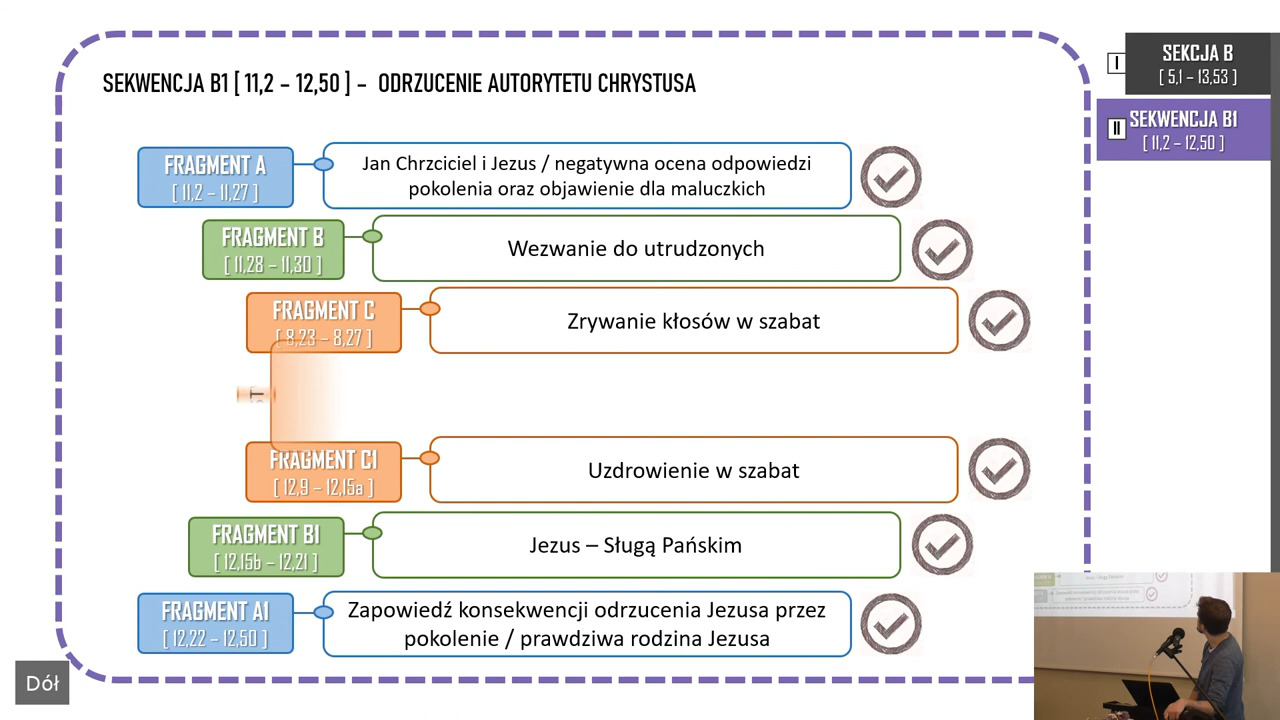 SEKWENCJA B1 [ 11,2 – 12,50 ] – ODRZUCENIE AUTORYTETU CHRYSTUSA
FRAGMENT A
[ 11,2 – 11,27 ]
Jan Chrzciciel i Jezus / negatywna ocena odpowiedzi
pokolenia oraz objawienie dla maluczkich
FRAGMENT B
[ 11,28 – 11,30 ]
Wezwanie do utrudzonych
FRAGMENT C
[ 8,23 – 8,27 ]
Zrywanie kłosów w szabat
FRAGMENT C1
[ 12,9 – 12,15a ]
Uzdrowienie w szabat
FRAGMENT B1
[ 12,15b – 12,21 ]
Jezus – Sługą Pańskim
FRAGMENT A1
[ 12,22 – 12,50 ]
Zapowiedź konsekwencji odrzucenia Jezusa przez
pokolenie / prawdziwa rodzina Jezusa
I
SEKCJA B
[ 5,1 – 13,53 ]
II
SEKWENCJA B1
[ 11,2 – 12,50 ]
Dół